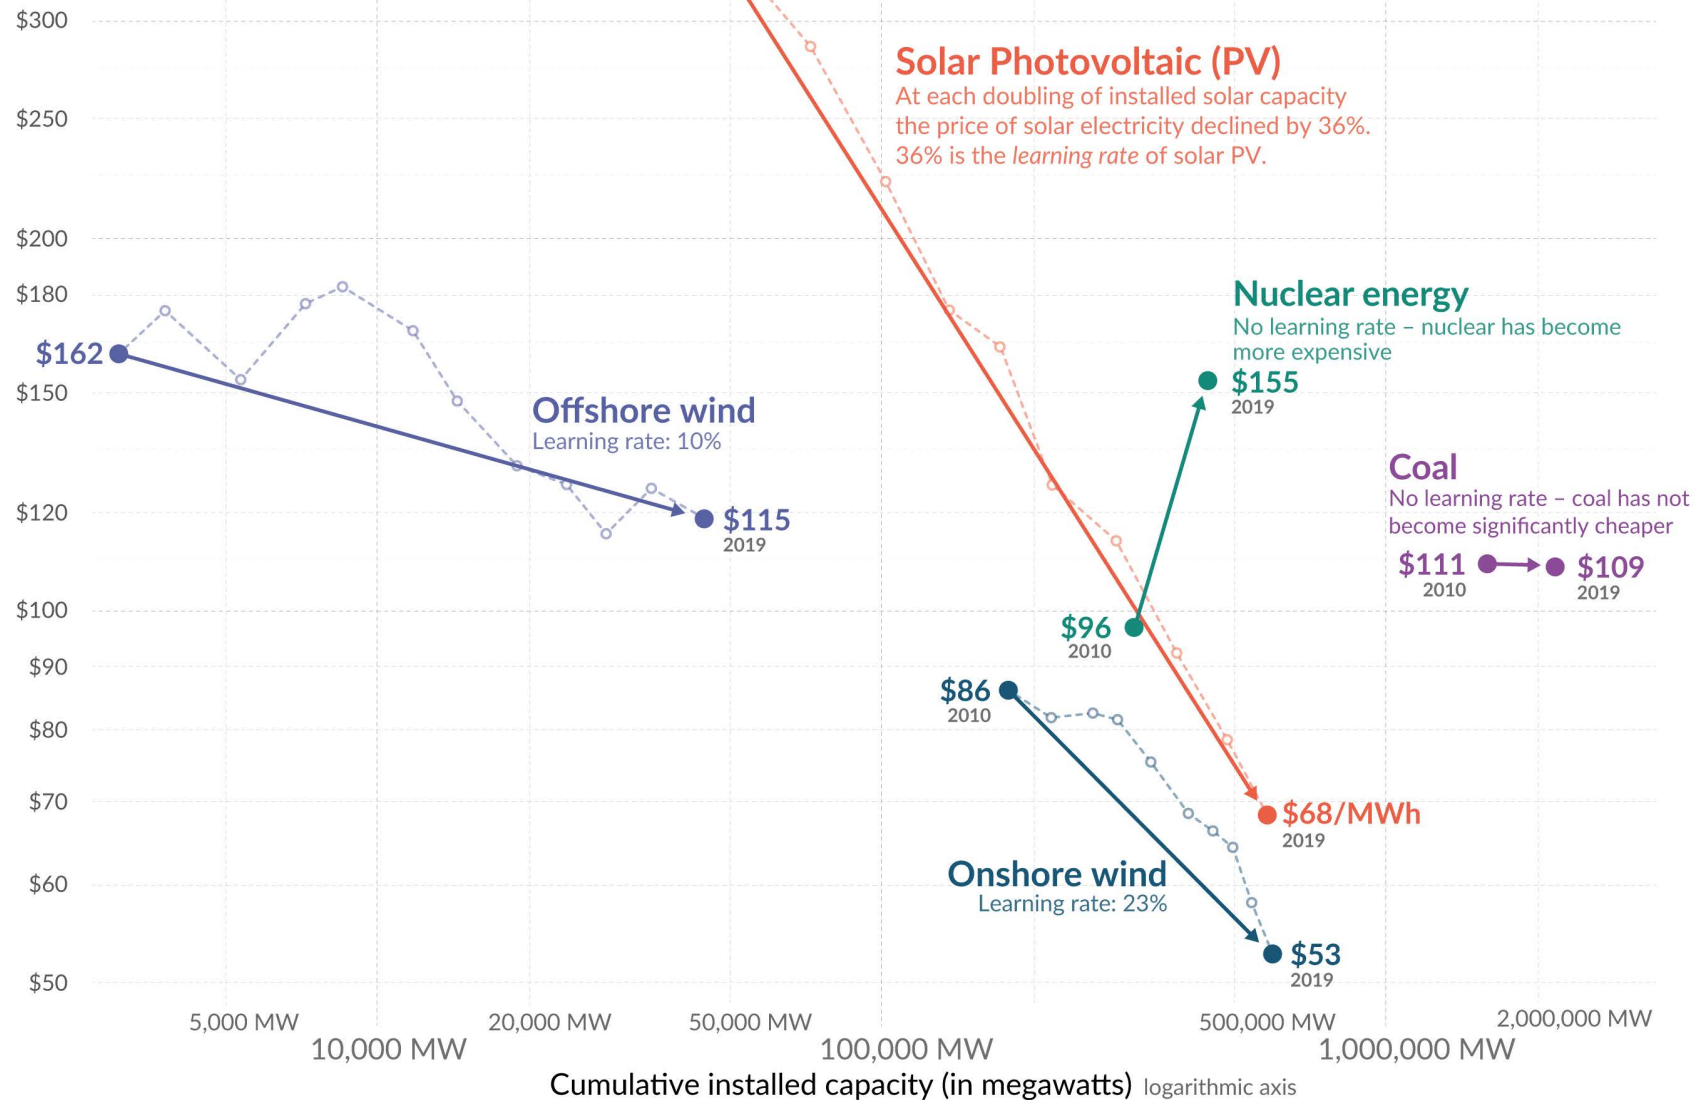 $300
$250
$200
$180
$150
$120
$100
$90
$80
$70
$60
$50
Solar Photovoltaic (PV)
At each doubling of installed solar capacity
the price of solar electricity declined by 36%.
36% is the learning rate of solar PV.
Nuclear energy
No learning rate – nuclear has become
more expensive
$155
2019
$96
2010
$162
Offshore wind
Learning rate: 10%
$115
2019
Coal
No learning rate – coal has not
become significantly cheaper
$111
2010
$109
2019
$86
2010
$68/MWh
2019
Onshore wind
Learning rate: 23%
$53
2019
5,000 MW
10,000 MW
20,000 MW
50,000 MW
100,000 MW
500,000 MW
1,000,000 MW
2,000,000 MW
Cumulative installed capacity (in megawatts) logarithmic axis